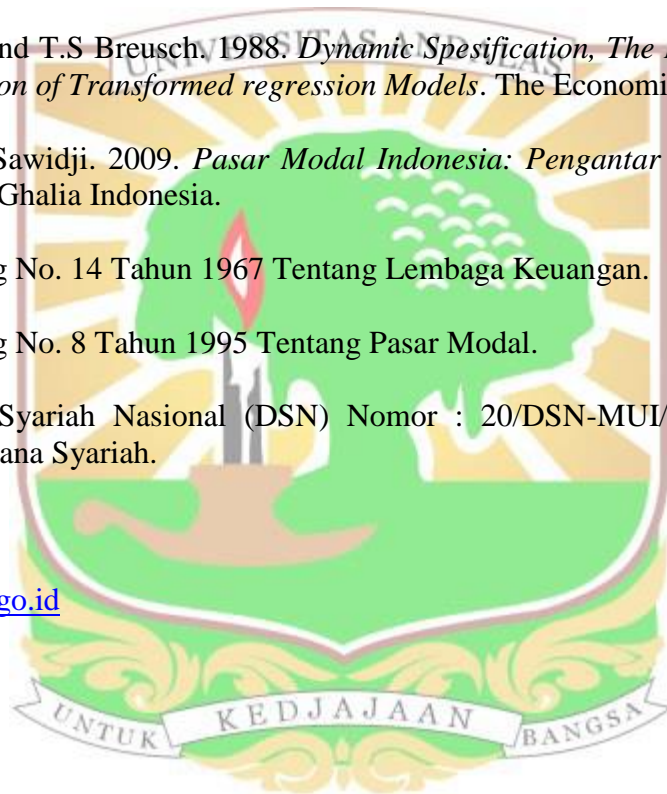 nd T.S Breusch. 1988. Dynamic Spesification, The
UNIVERSITAS ANDALAS
on of Transformed regression Models. The Economi
Sawidji. 2009. Pasar Modal Indonesia: Pengantar
Ghalia Indonesia.
g No. 14 Tahun 1967 Tentang Lembaga Keuangan.
g No. 8 Tahun 1995 Tentang Pasar Modal.
Syariah Nasional (DSN) Nomor : 20/DSN-MUI/
ana Syariah.
go.id
UNTUK KEDJAJAAN BANGSA